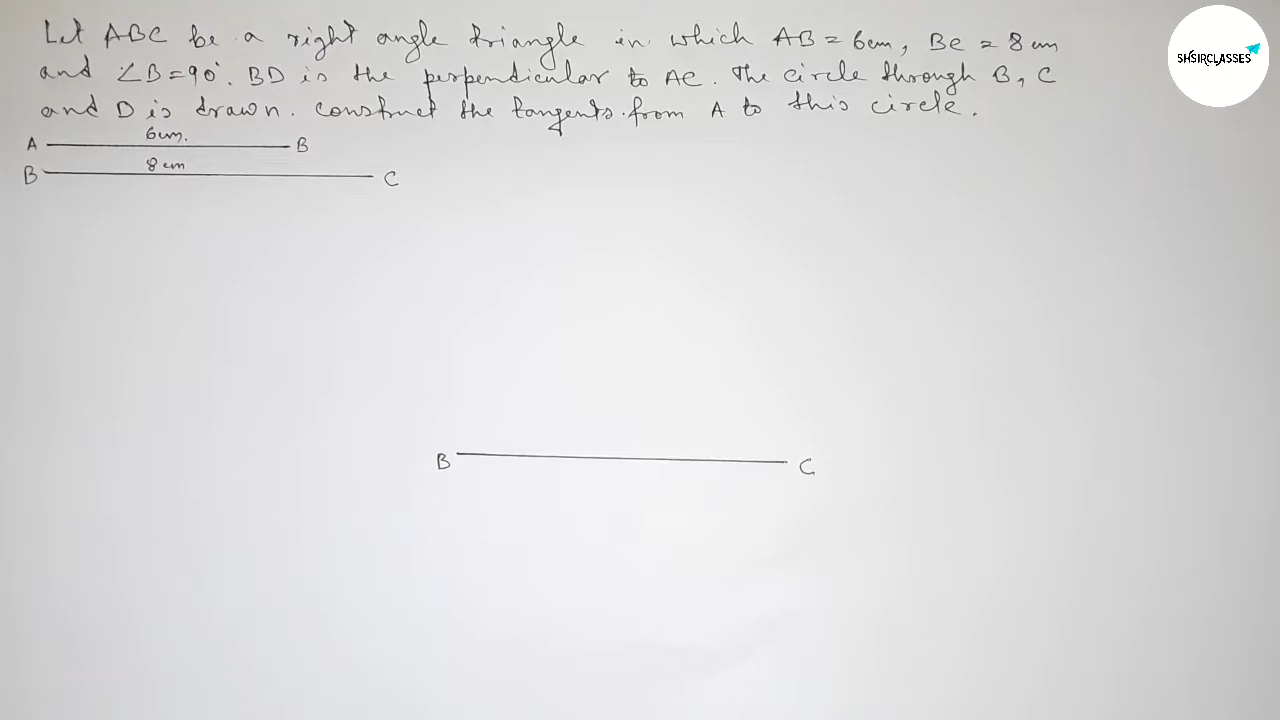 Let ABC be a right angle triangle in which AB = 6cm, BC = 8 cm
and ∠B=90°. BD is the perpendicular to AC. The circle through B, C
and D is drawn. construct the tangents from A to this circle.
SHSIRCLASSES
6cm.
A B
8 cm
B C
B C